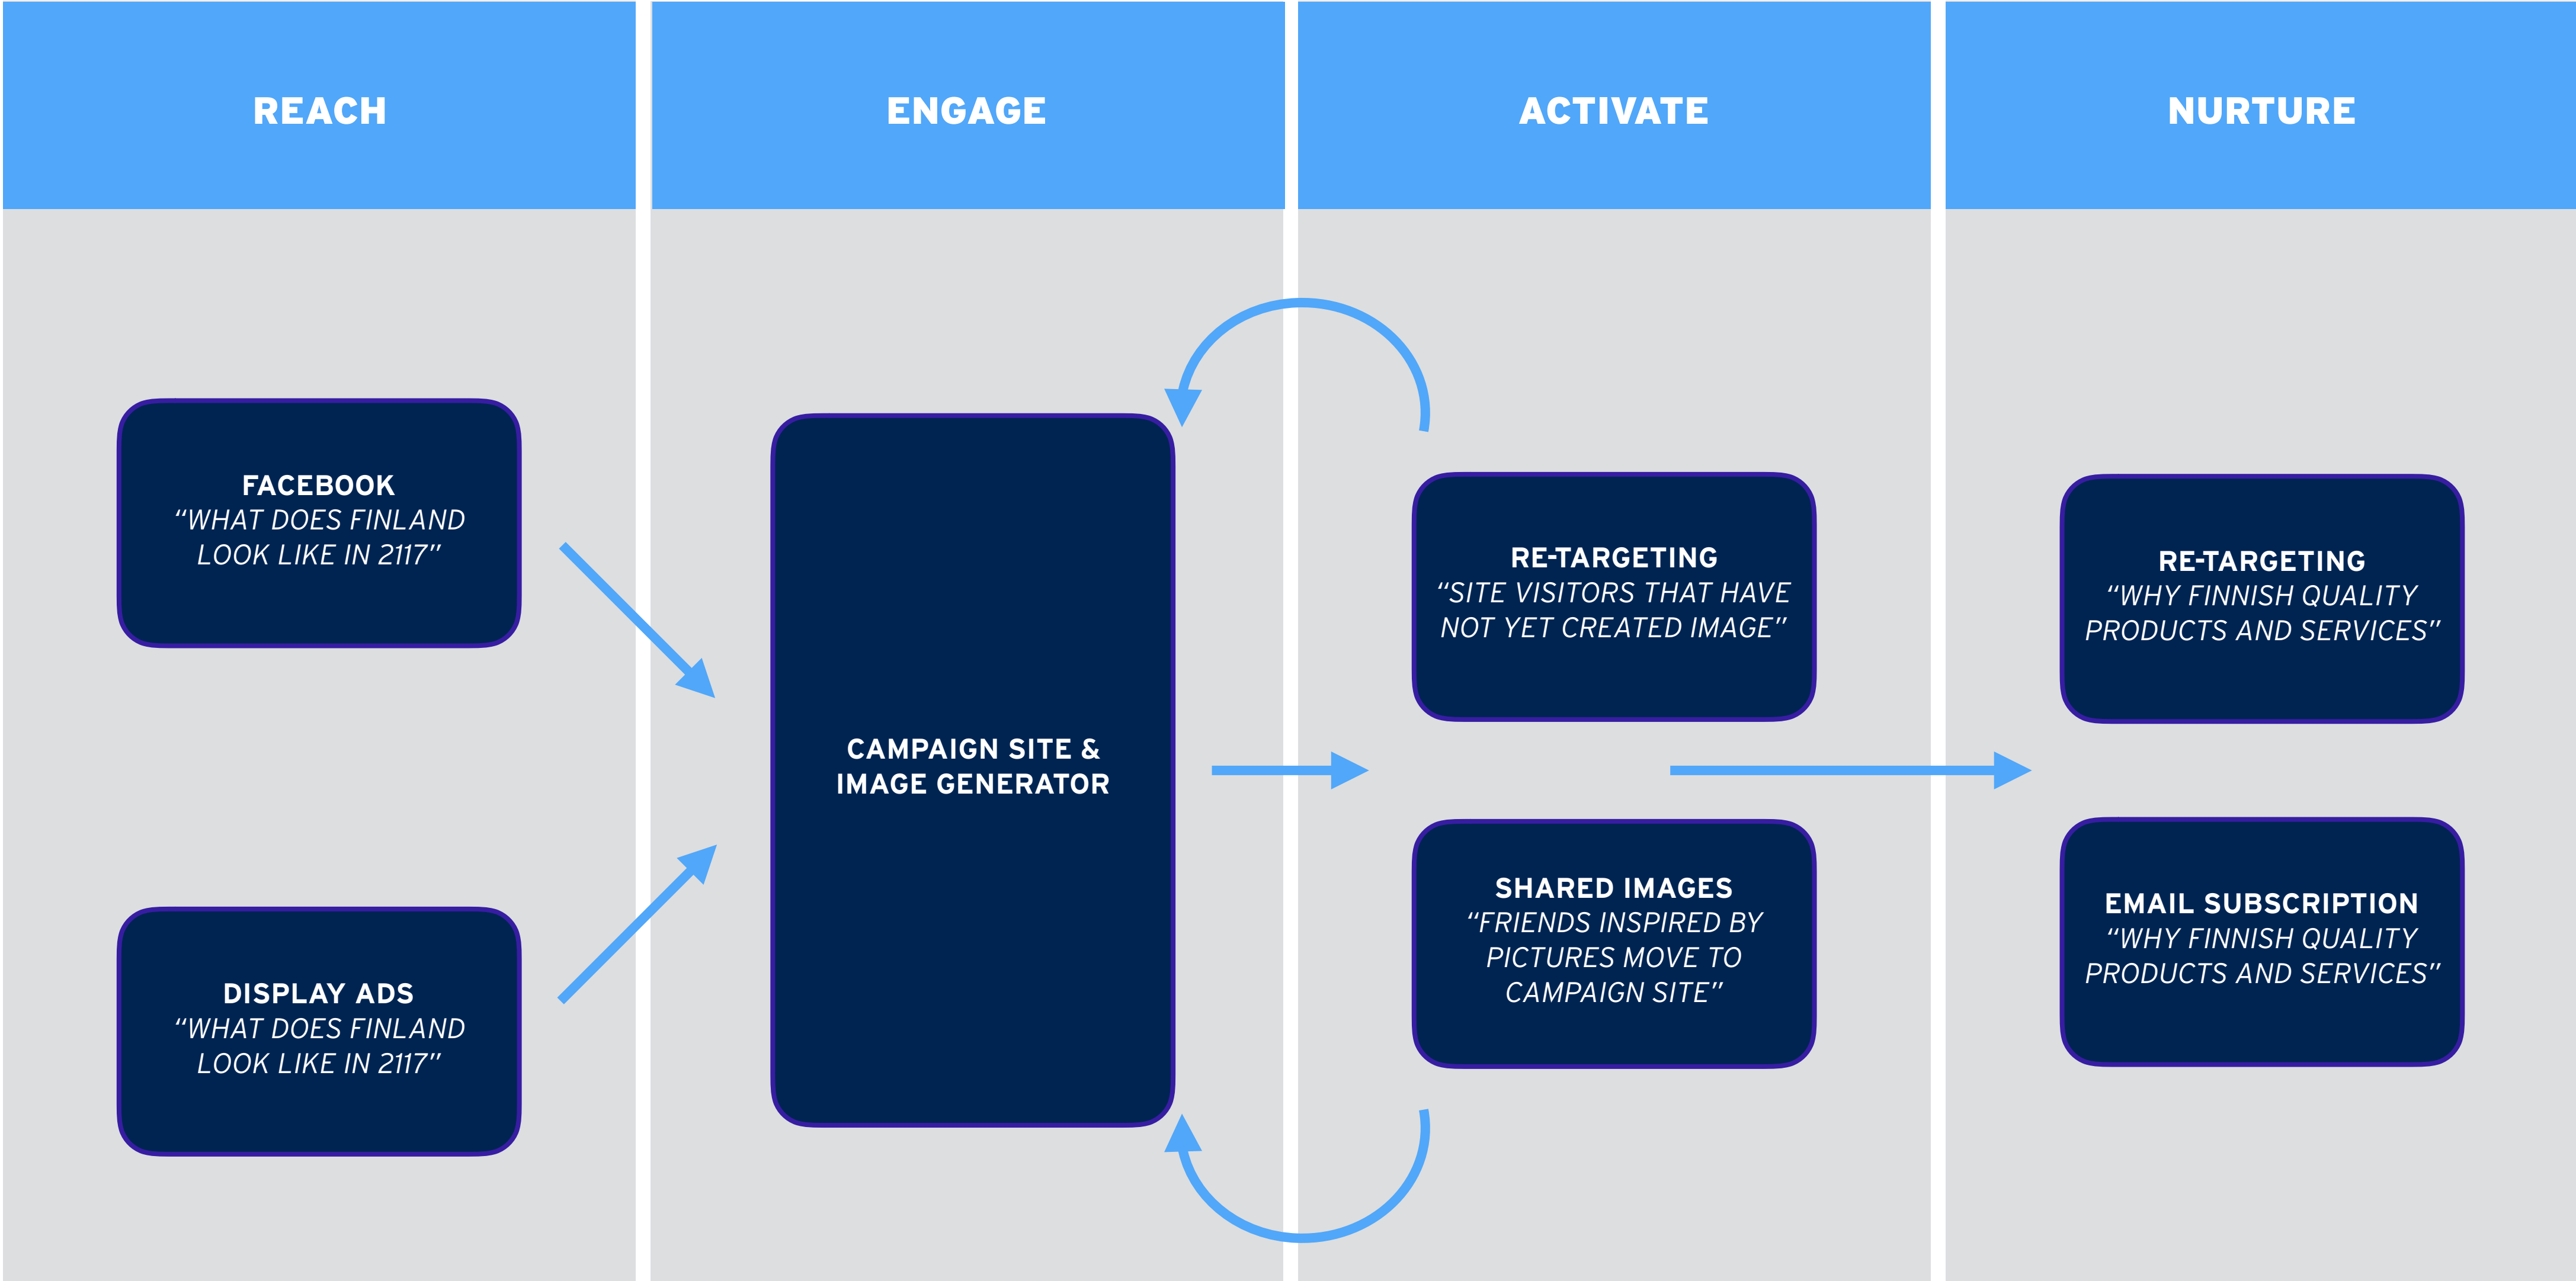 REACH
ENGAGE
ACTIVATE
NURTURE
FACEBOOK
“WHAT DOES FINLAND
LOOK LIKE IN 2117”
DISPLAY ADS
“WHAT DOES FINLAND
LOOK LIKE IN 2117”
CAMPAIGN SITE &
IMAGE GENERATOR
RE-TARGETING
“SITE VISITORS THAT HAVE
NOT YET CREATED IMAGE”
SHARED IMAGES
“FRIENDS INSPIRED BY
PICTURES MOVE TO
CAMPAIGN SITE”
RE-TARGETING
“WHY FINNISH QUALITY
PRODUCTS AND SERVICES”
EMAIL SUBSCRIPTION
“WHY FINNISH QUALITY
PRODUCTS AND SERVICES”